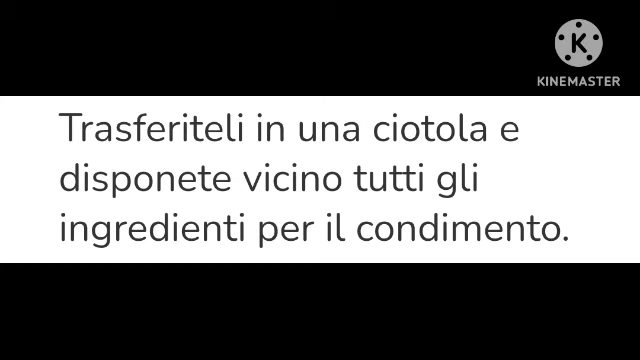 KINEMASTER
Trasferiteli in una ciotola e
disponete vicino tutti gli
ingredienti per il condimento.